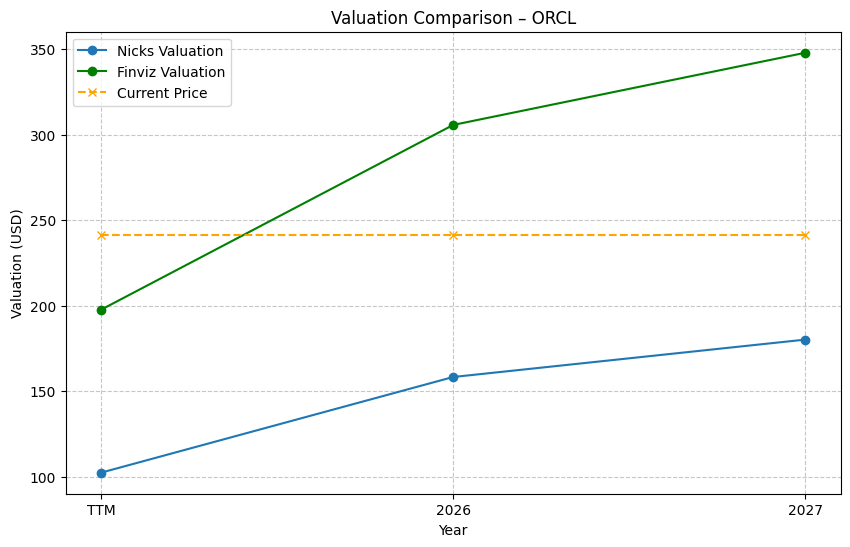 Valuation Comparison – ORCL
Nicks Valuation
Finviz Valuation
Current Price
Valuation (USD)
350
300
250
200
150
100
TTM
2026
2027
Year